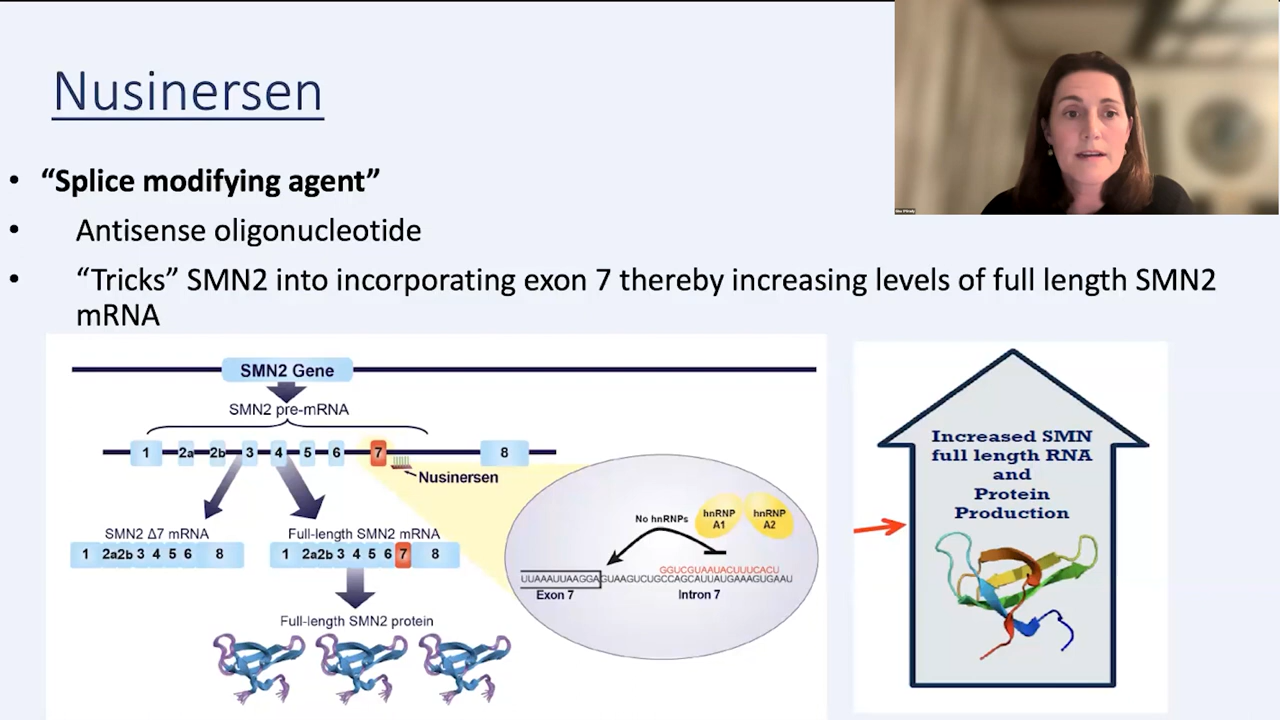 Nusinersen
• “Splice modifying agent”
• Antisense oligonucleotide
• “Tricks” SMN2 into incorporating exon 7 thereby increasing levels of full length SMN2
mRNA
SMN2 Gene
SMN2 pre-mRNA
1 2a 2b 3 4 5 6 7 8
Nusinersen
SMN2 Δ7 mRNA
1 2a2b 3 4 5 6 8
Full-length SMN2 mRNA
1 2a2b 3 4 5 6 7 8
Full-length SMN2 protein
No hnRNPs
hnRNP
A1
hnRNP
A2
GGUCGUAAUACUUUCACU
UUAAAUUAAGGAGUAAGUCUGCCAGCAUUAUGAAAGUGAAU
Exon 7
Intron 7
Increased SMN
full length RNA
and
Protein
Production